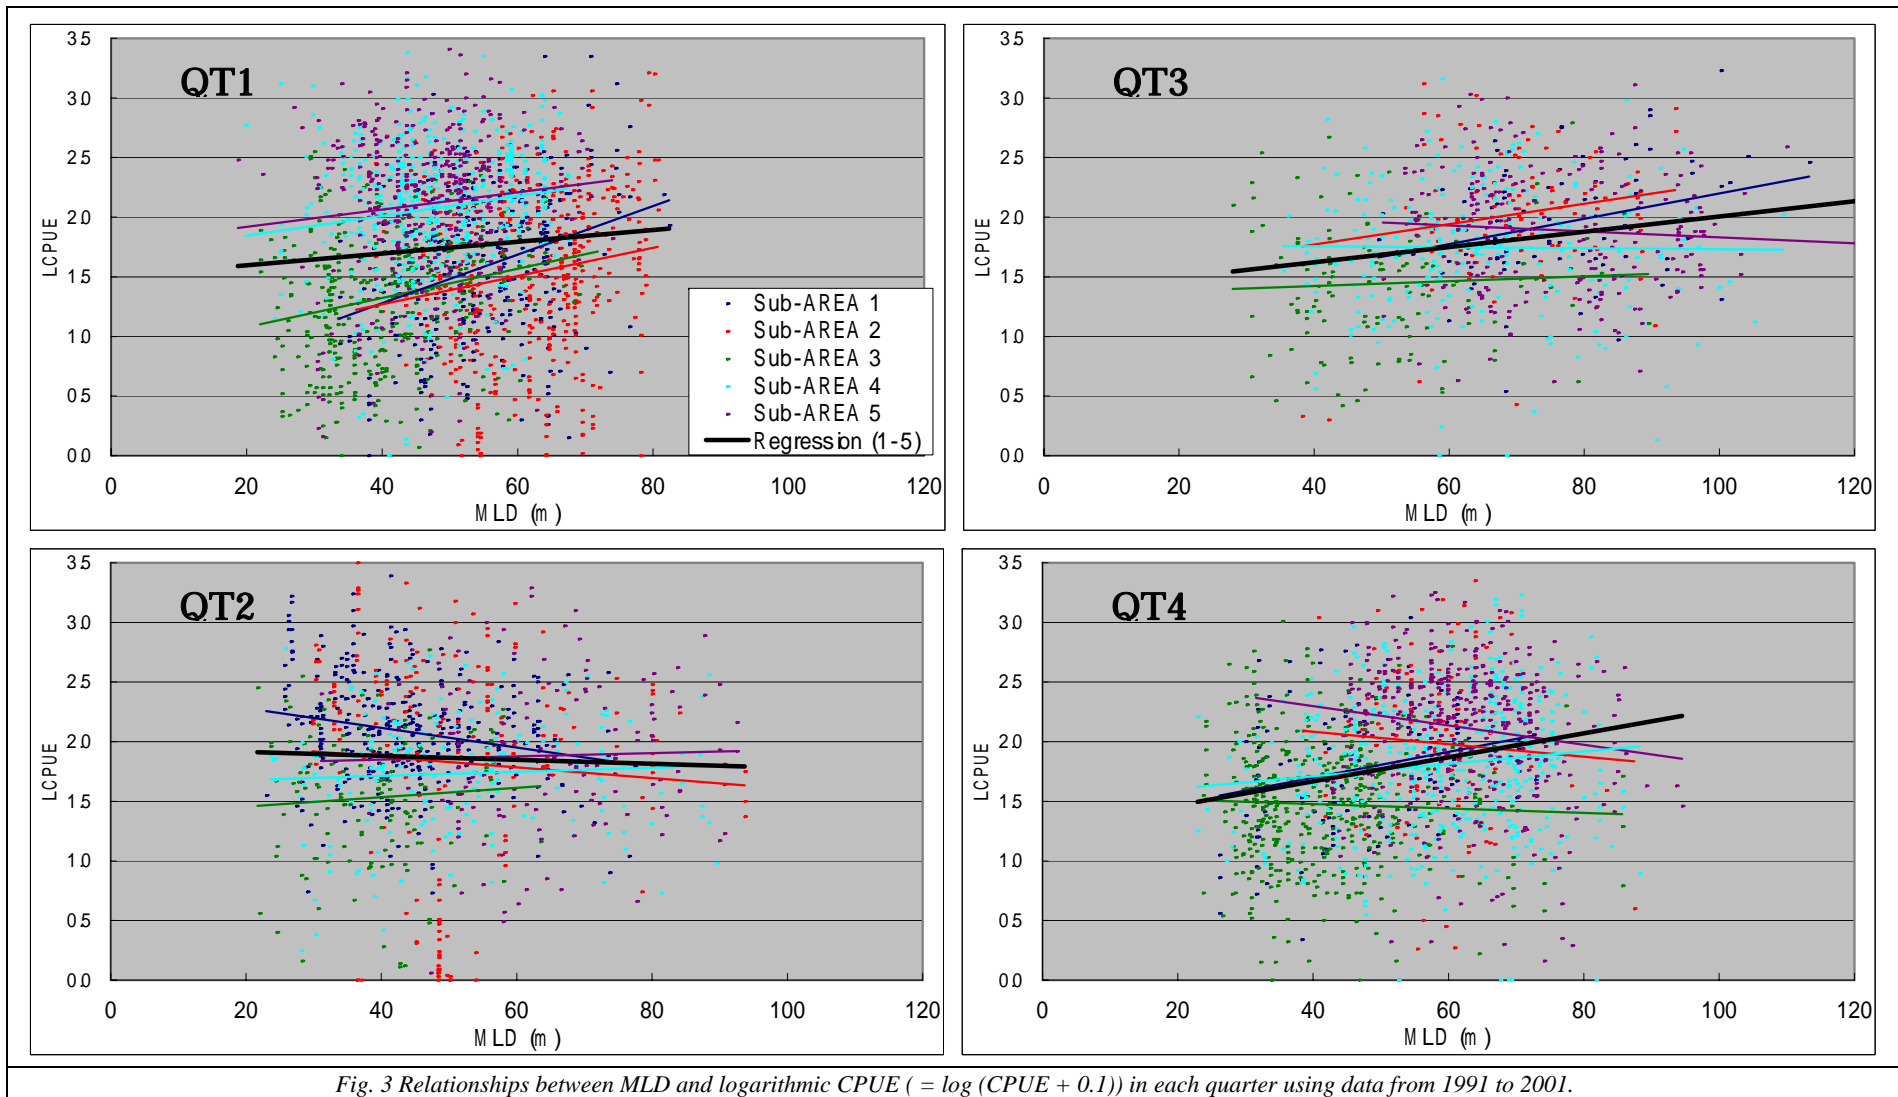 3.5
3.0
2.5
2.0
1.5
1.0
0.5
0.0
LCPUE
QT1
Sub-AREA 1
Sub-AREA 2
Sub-AREA 3
Sub-AREA 4
Sub-AREA 5
Regression (1-5)
0 20 40 60 80 100 120
MLD (m)
3.5
3.0
2.5
2.0
1.5
1.0
0.5
0.0
LCPUE
QT3
0 20 40 60 80 100 120
MLD (m)
3.5
3.0
2.5
2.0
1.5
1.0
0.5
0.0
LCPUE
QT2
0 20 40 60 80 100 120
MLD (m)
3.5
3.0
2.5
2.0
1.5
1.0
0.5
0.0
LCPUE
QT4
0 20 40 60 80 100 120
MLD (m)
Fig. 3 Relationships between MLD and logarithmic CPUE ( = log (CPUE + 0.1)) in each quarter using data from 1991 to 2001.